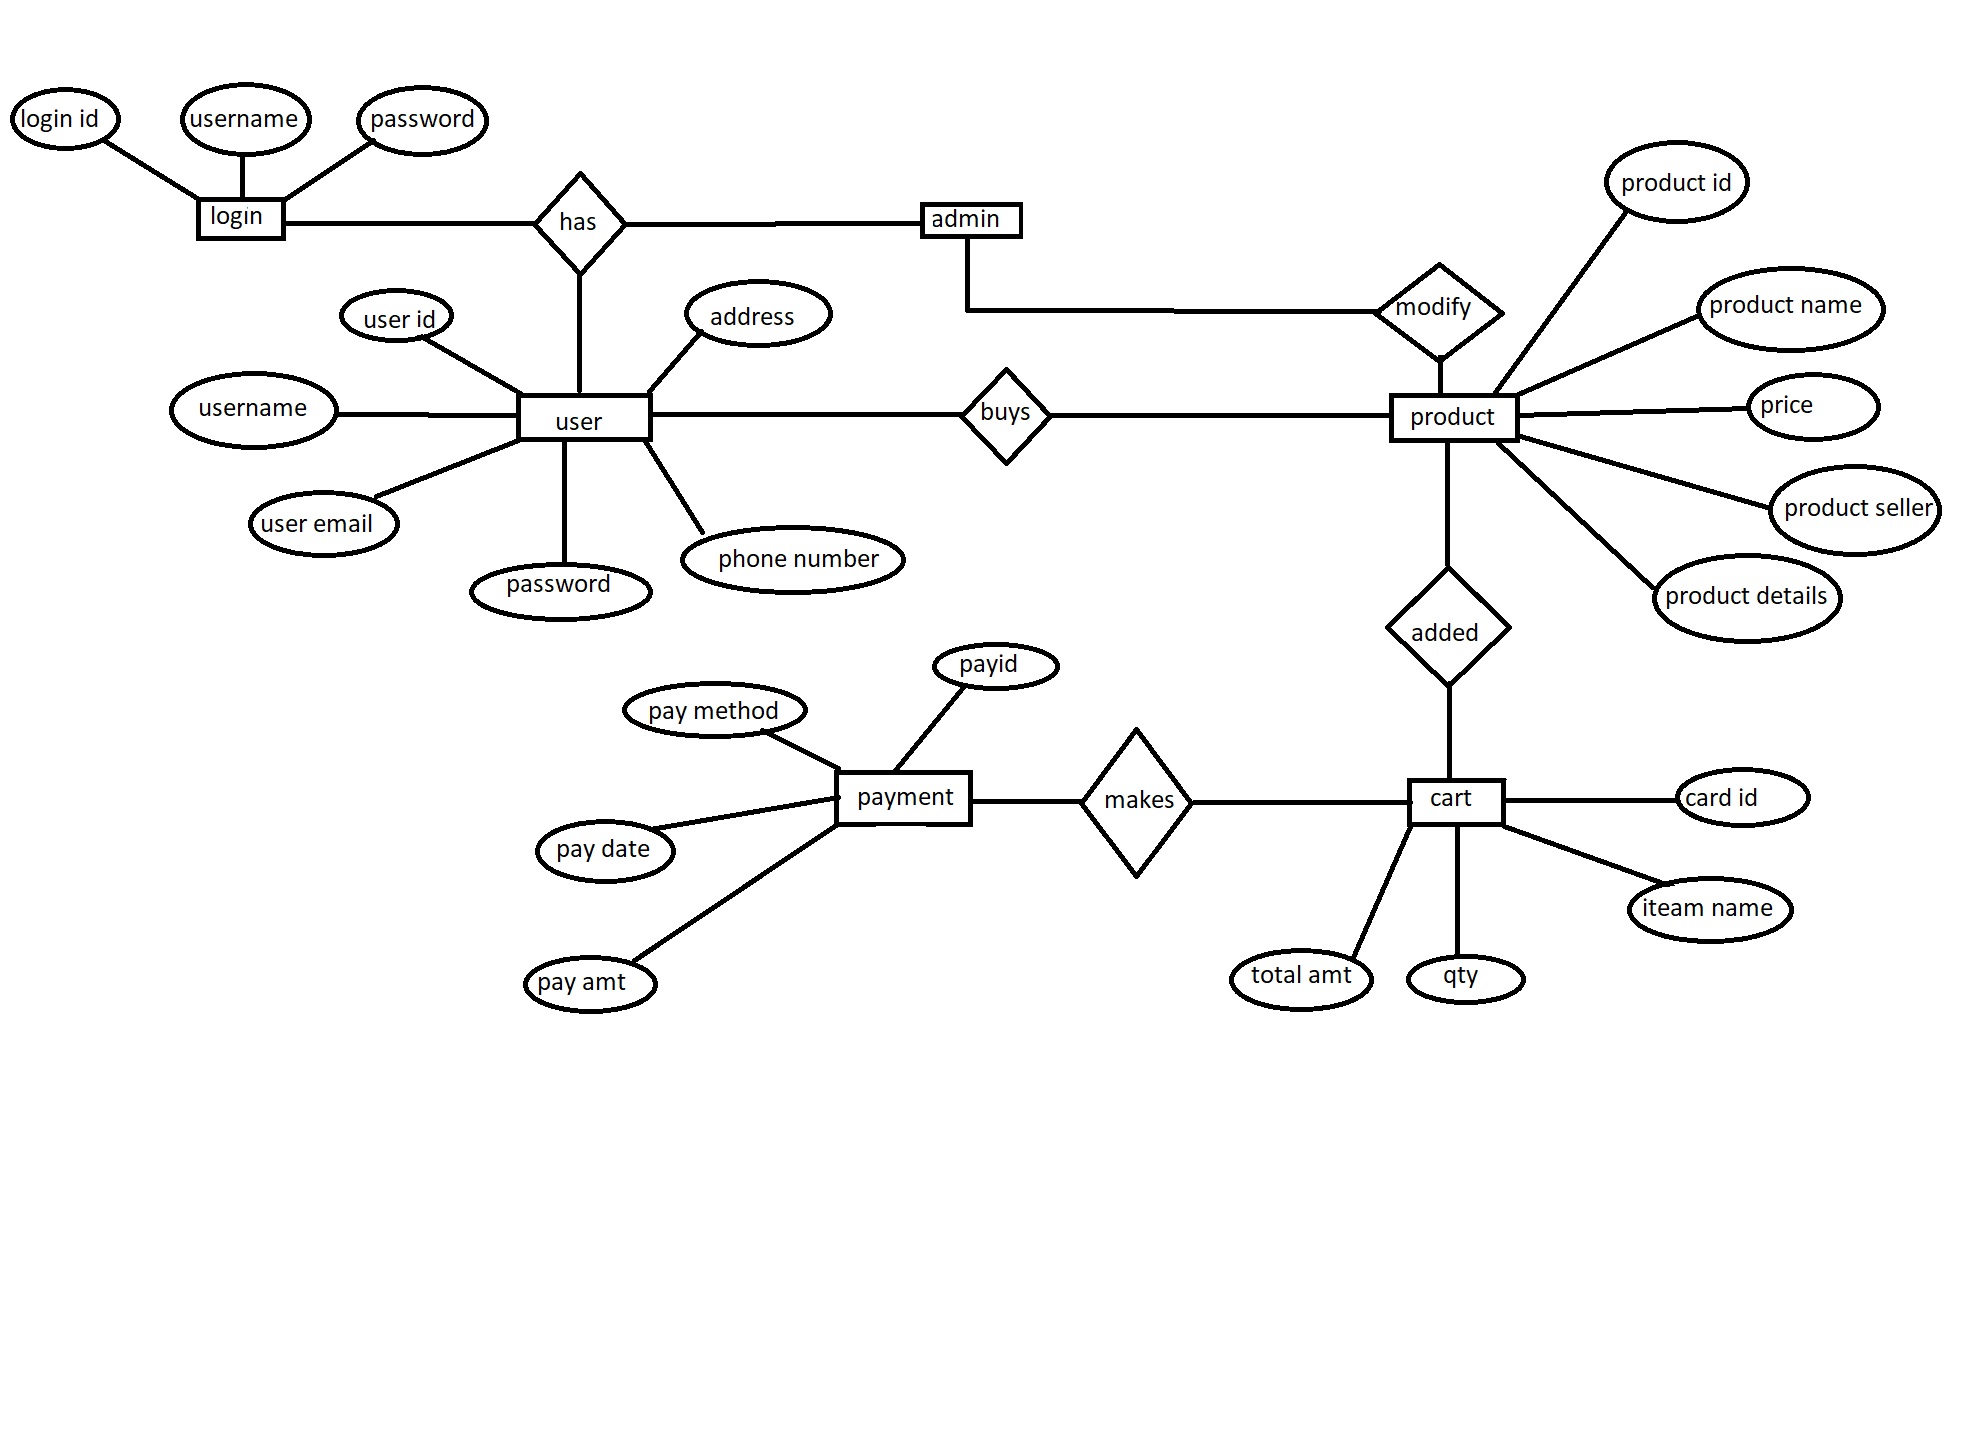 login id
username
password
login
has
admin
product id
user id
address
modify
product name
username
user
buys
product
price
user email
password
phone number
product seller
product details
added
payid
pay method
payment
makes
cart
card id
pay date
iteam name
pay amt
total amt
qty